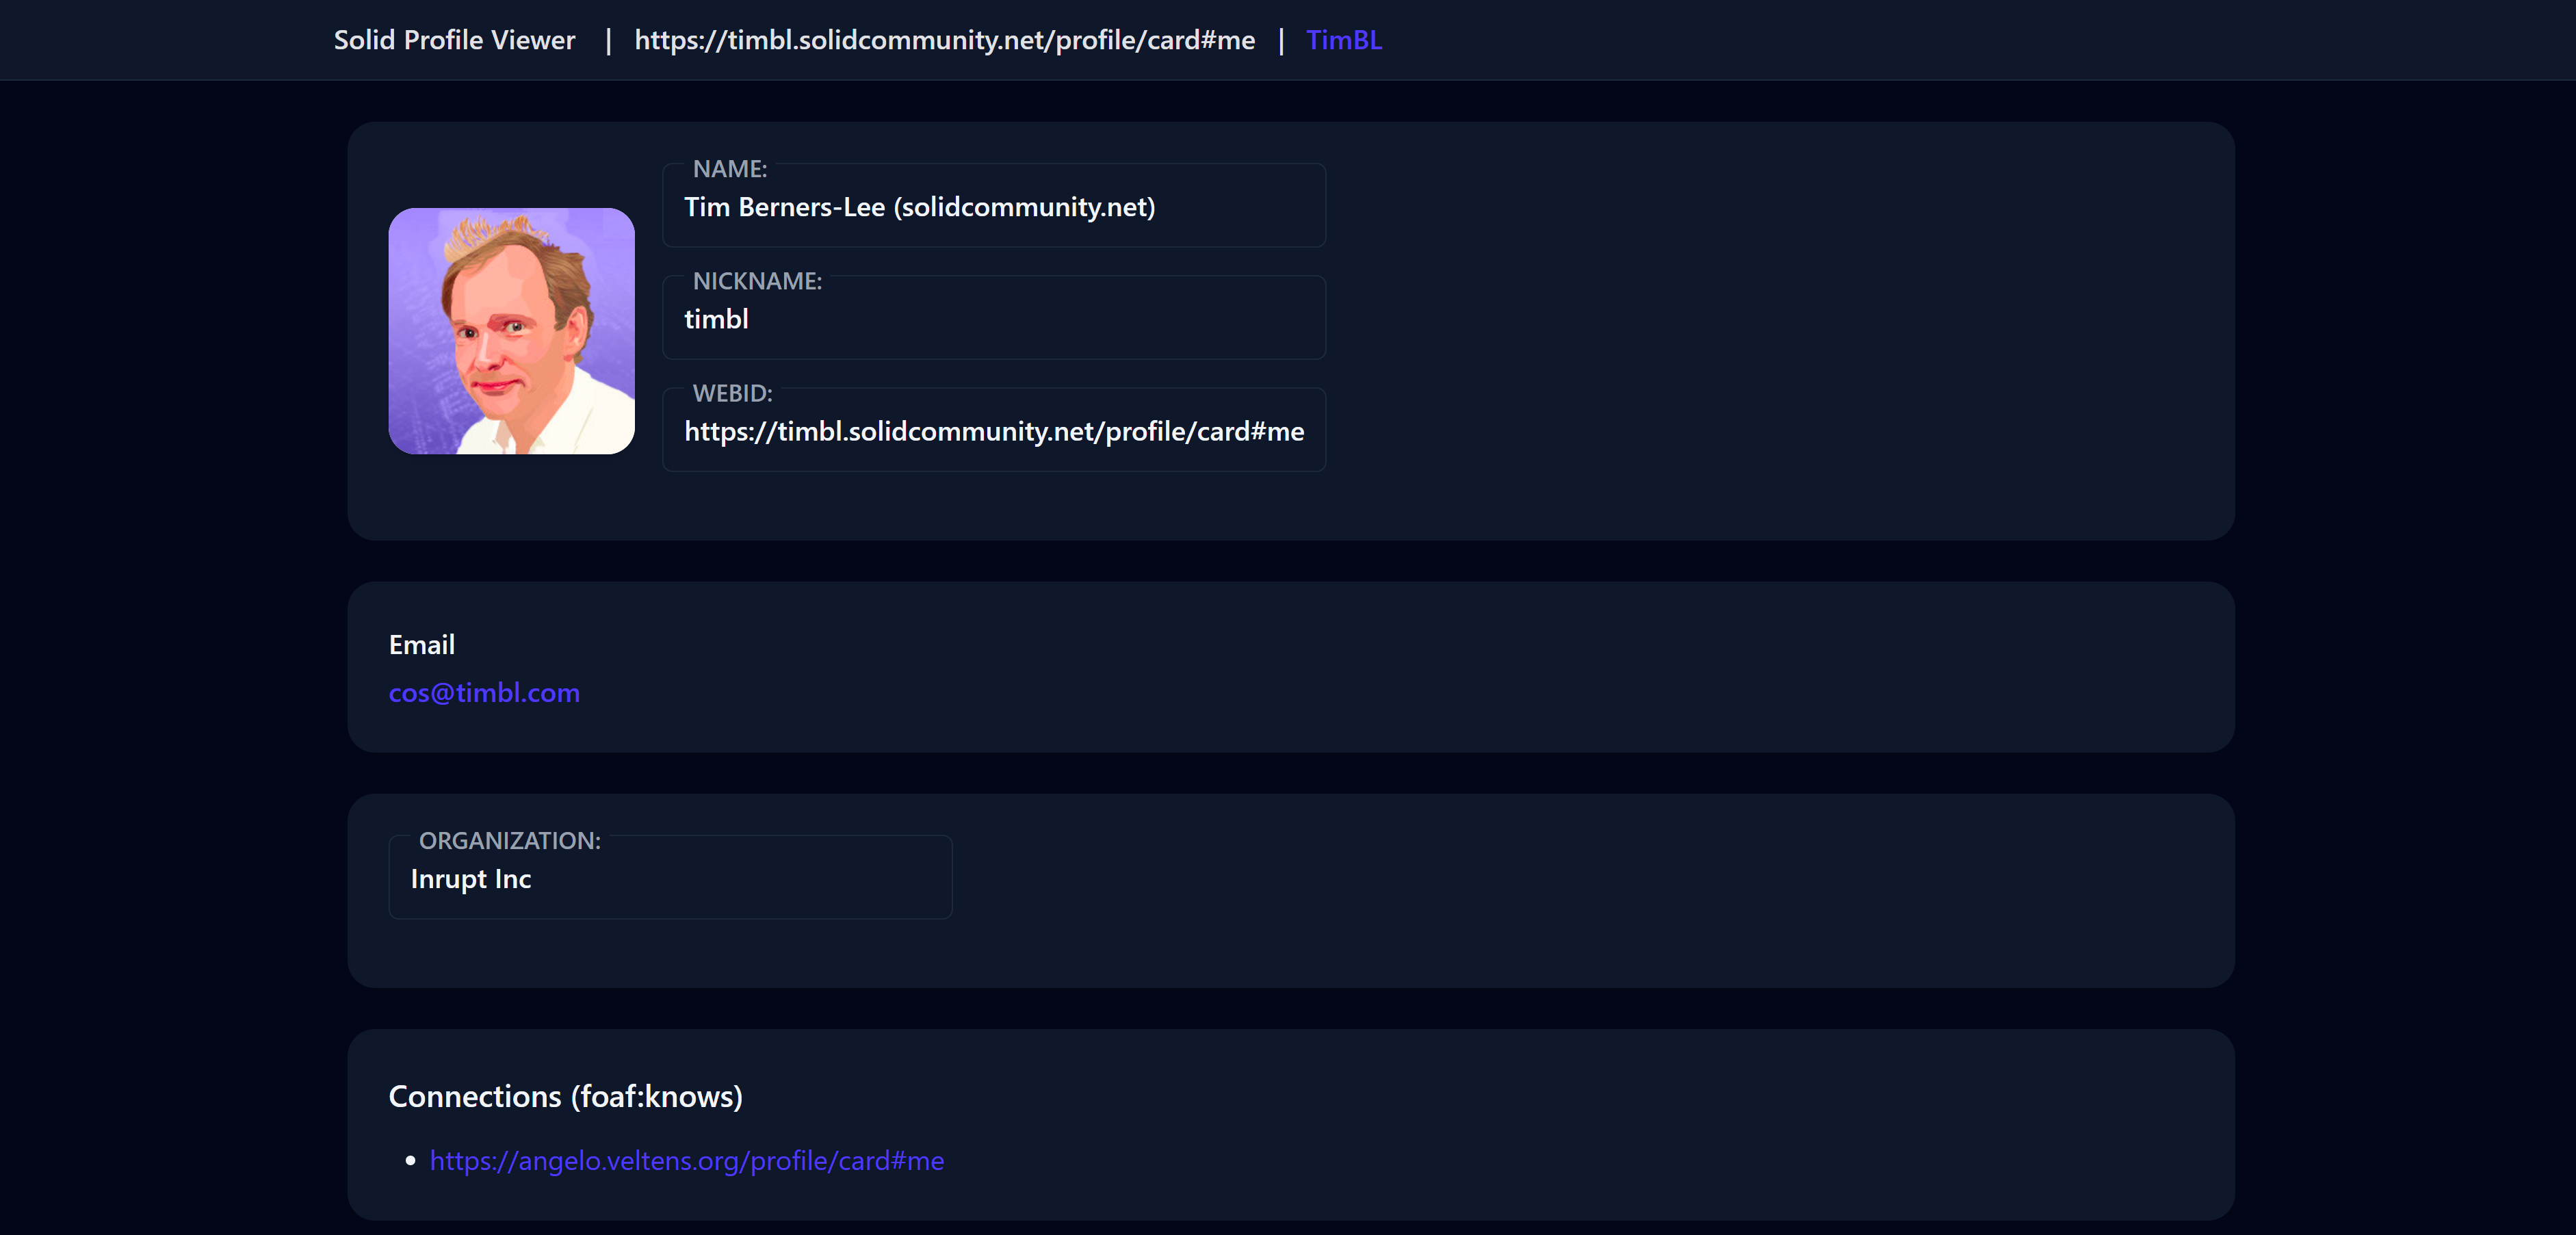 Solid Profile Viewer | https://timbl.solidcommunity.net/profile/card#me | TimBL
NAME:
Tim Berners-Lee (solidcommunity.net)
NICKNAME:
timbl
WEBID:
https://timbl.solidcommunity.net/profile/card#me
Email
cos@timbl.com
ORGANIZATION:
Inrupt Inc
Connections (foaf:knows)
• https://angelo.veltens.org/profile/card#me